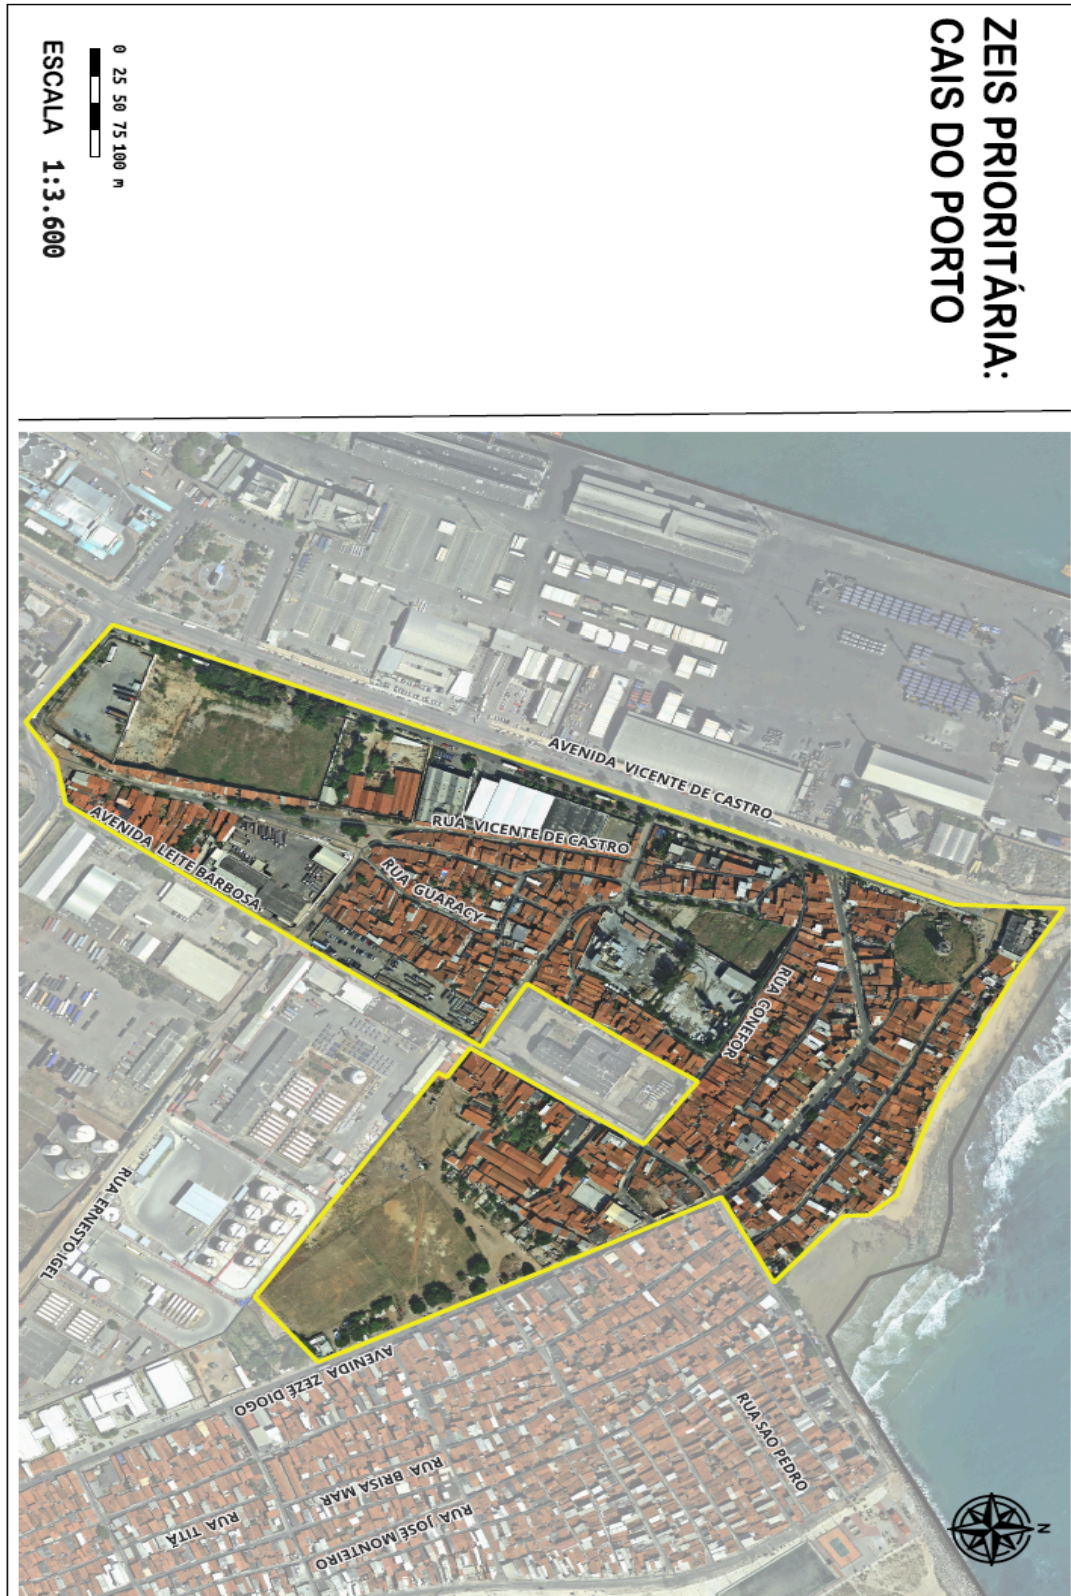 ZEIS PRIORITÁRIA:
CAIS DO PORTO
0 25 50 75 100 m
ESCALA 1:3.600
AVENIDA VICENTE DE CASTRO
RUA VICENTE DE CASTRO
RUA GUARACY
AVENIDA LEITE BARBOSA
RUA CONEFOR
RUA ERNESTO IGEL
AVENIDA ZEZÉ DIOGO
RUA SAO PEDRO
RUA BRISA MAR
RUA JOSÉ MONTEIRO
RUA TITÃ
N